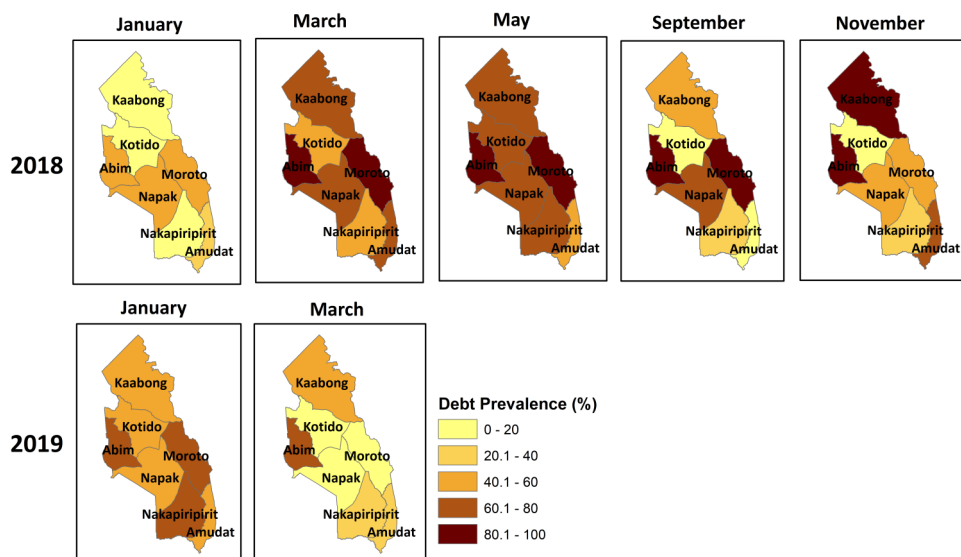 January
March
May
September
November
2018
Kaabong
Kotido
Abim
Moroto
Napak
Nakapiripirit
Amudat
Kaabong
Kotido
Abim
Moroto
Napak
Nakapiripirit
Amudat
Kaabong
Kotido
Abim
Moroto
Napak
Nakapiripirit
Amudat
Kaabong
Kotido
Abim
Moroto
Napak
Nakapiripirit
Amudat
Kaabong
Kotido
Abim
Moroto
Napak
Nakapiripirit
Amudat
January
March
2019
Kaabong
Kotido
Abim
Moroto
Napak
Nakapiripirit
Amudat
Kaabong
Kotido
Abim
Moroto
Napak
Nakapiripirit
Amudat
Debt Prevalence (%)
0 - 20
20.1 - 40
40.1 - 60
60.1 - 80
80.1 - 100